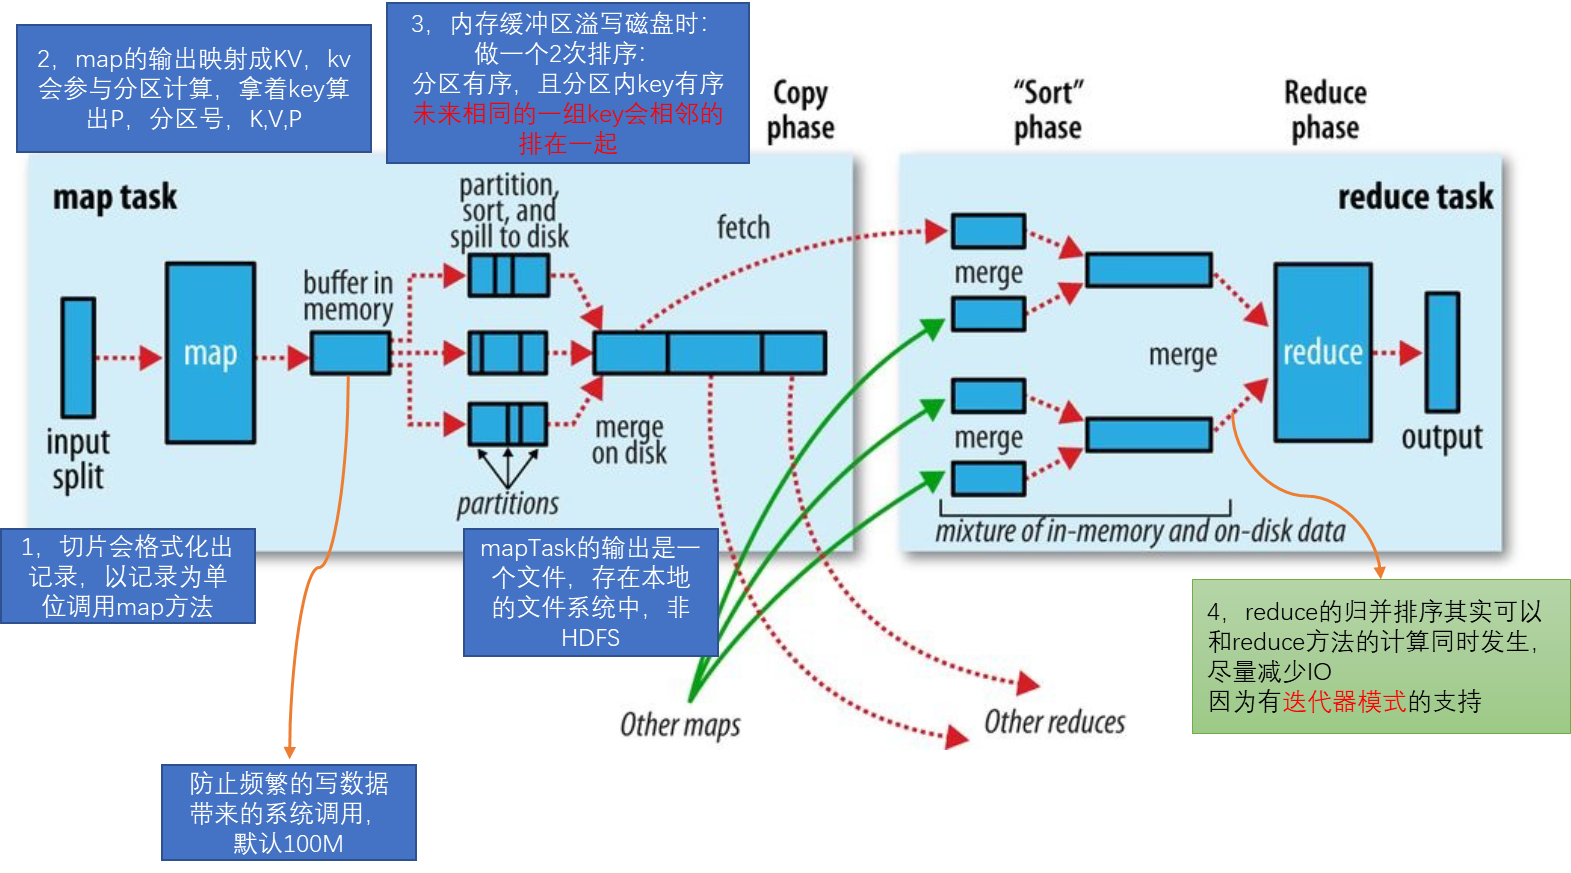 2，map的输出映射成KV，kv
会参与分区计算，拿着key算
出P，分区号，K,V,P
3，内存缓冲区溢写磁盘时：
做一个2次排序：
分区有序，且分区内key有序
未来相同的一组key会相邻的
排在一起
Copy
phase
“Sort”
phase
Reduce
phase
map task
partition,
sort, and
spill to disk
fetch
reduce task
buffer in
memory
merge
map
merge
reduce
input
split
merge
on disk
merge
output
partitions
mixture of in-memory and on-disk data
1，切片会格式化出
记录，以记录为单
位调用map方法
mapTask的输出是一
个文件，存在本地
的文件系统中，非
HDFS
4，reduce的归并排序其实可以
和reduce方法的计算同时发生，
尽量减少IO
因为有迭代器模式的支持
Other maps
Other reduces
防止频繁的写数据
带来的系统调用，
默认100M